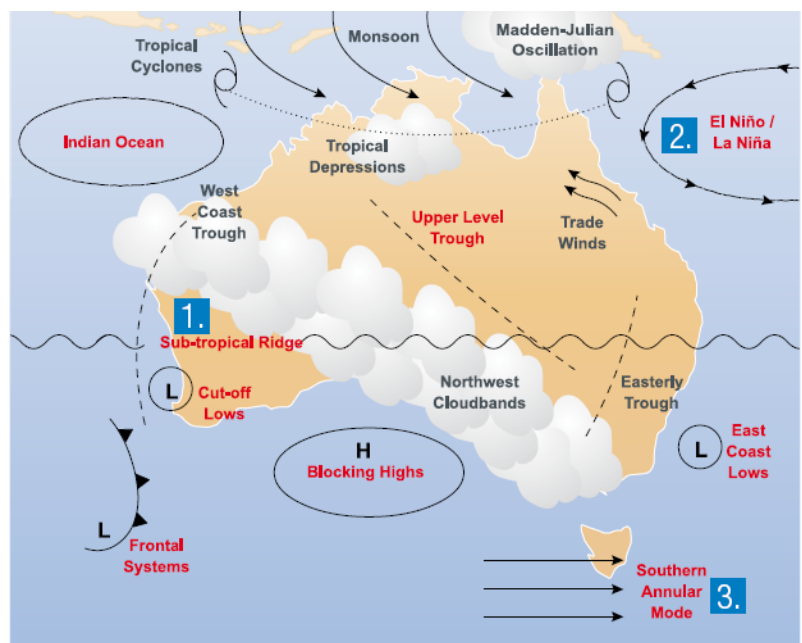 Tropical
Cyclones
Monsoon
Madden-Julian
Oscillation
Indian Ocean
Tropical
Depressions
2.
El Niño /
La Niña
West
Coast
Trough
Upper Level
Trough
Trade
Winds
1.
Sub-tropical Ridge
L
Cut-off
Lows
Northwest
Cloudbands
Easterly
Trough
H
Blocking Highs
L
East
Coast
Lows
L
Frontal
Systems
Southern
Annular
Mode
3.